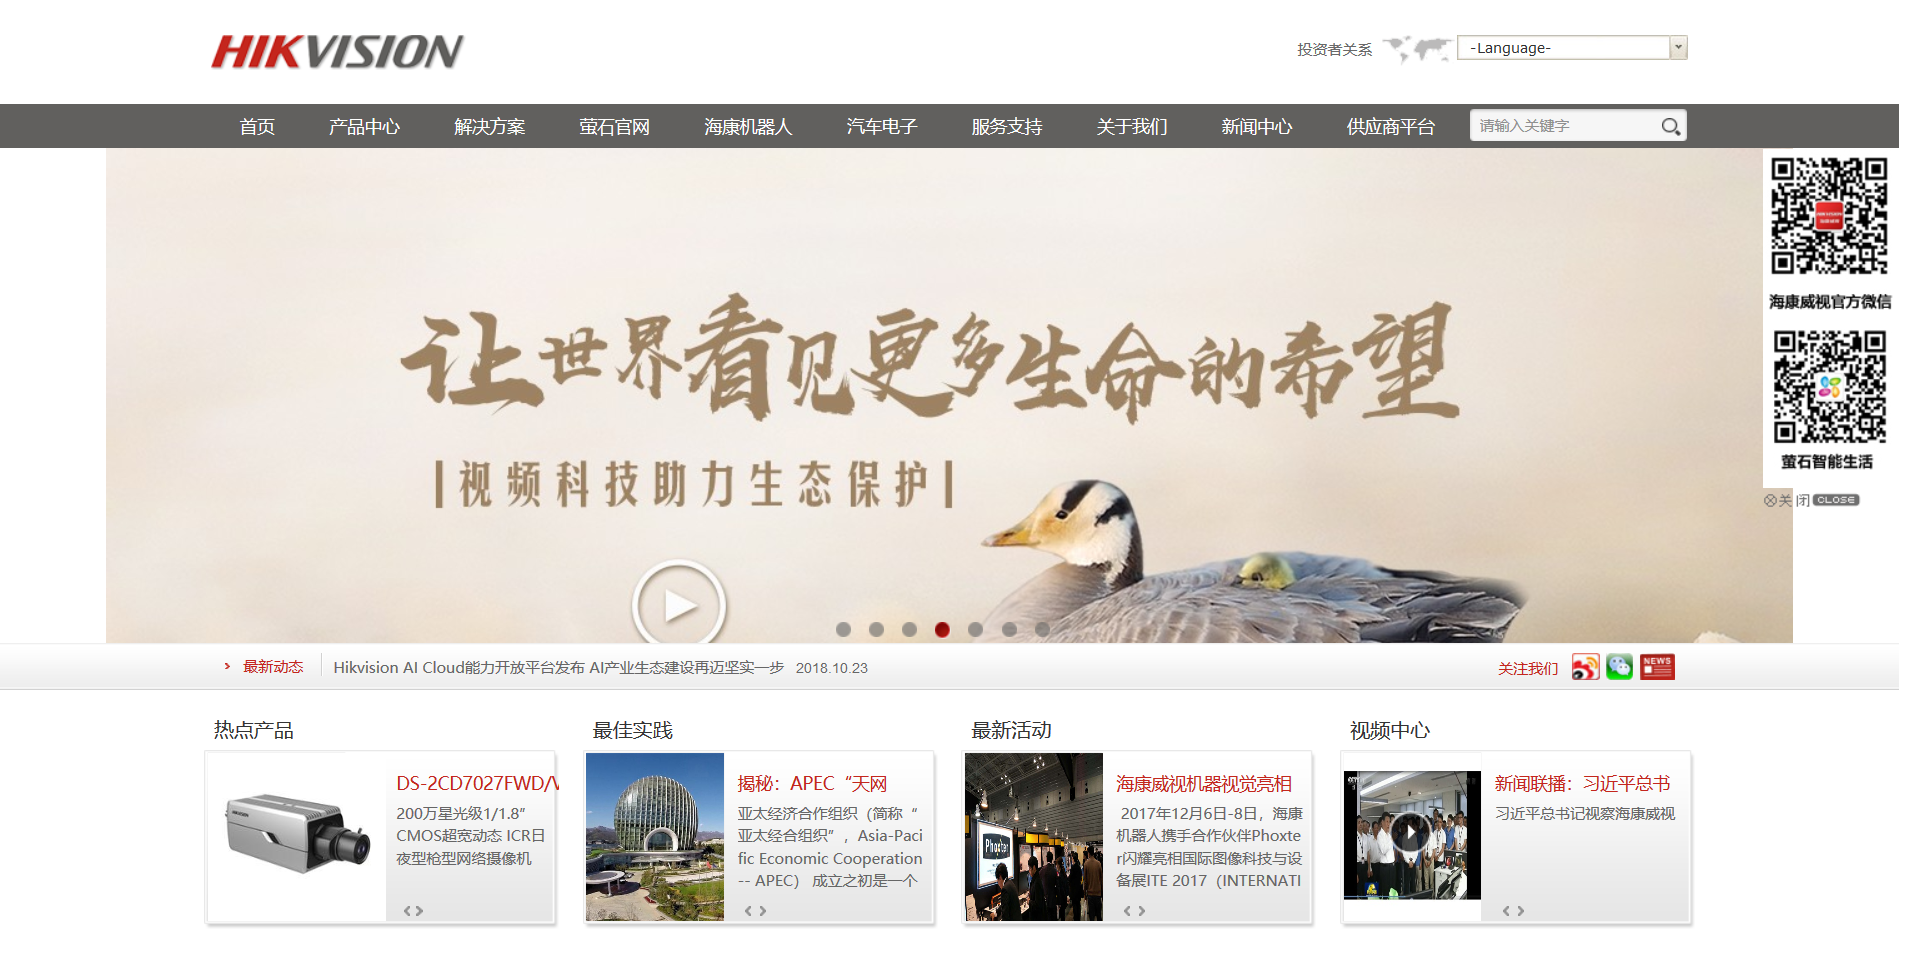 HIKVISION
投资者关系
-Language-
首页
产品中心
解决方案
萤石官网
海康机器人
汽车电子
服务支持
关于我们
新闻中心
供应商平台
请输入关键字
让世界看见更多生命的希望
视频科技助力生态保护
海康威视官方微信
萤石智能生活
关闭 CLOSE
最新动态
Hikvision AI Cloud能力开放平台发布 AI产业生态建设再迈坚实一步 2018.10.23
关注我们
NEWS
热点产品
DS-2CD7027FWD/V
200万星光级1/1.8”
CMOS超宽动态 ICR日
夜型枪型网络摄像机
最佳实践
揭秘：APEC“天网
亚太经济合作组织（简称“
亚太经合组织”，Asia-Paci
fic Economic Cooperation
-- APEC） 成立之初是一个
最新活动
Phoxter
海康威视机器视觉亮相
2017年12月6日-8日，海康
机器人携手合作伙伴Phoxte
r闪耀亮相国际图像科技与设
备展ITE 2017（INTERNATI
视频中心
新闻联播：习近平总书
习近平总书记视察海康威视